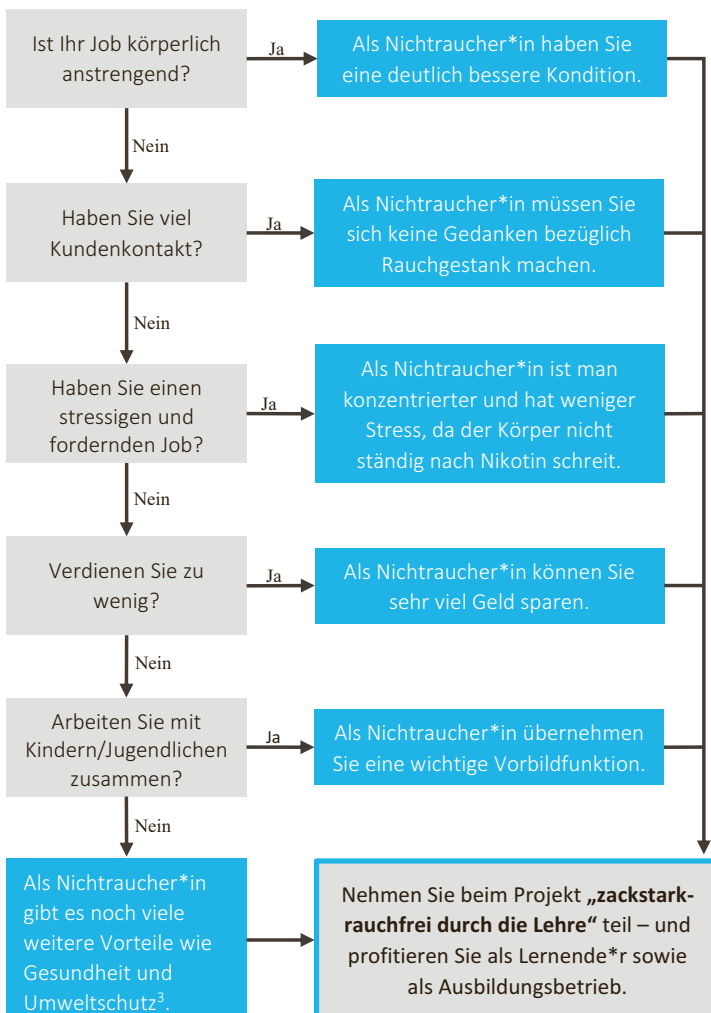 Ist Ihr Job körperlich
anstrengend?
Ja
Als Nichtraucher*in haben Sie
eine deutlich bessere Kondition.
Nein
Haben Sie viel
Kundenkontakt?
Ja
Als Nichtraucher*in müssen Sie
sich keine Gedanken bezüglich
Rauchgestank machen.
Nein
Haben Sie einen
stressigen und
fordernden Job?
Ja
Als Nichtraucher*in ist man
konzentrierter und hat weniger
Stress, da der Körper nicht
ständig nach Nikotin schreit.
Nein
Verdienen Sie zu
wenig?
Ja
Als Nichtraucher*in können Sie
sehr viel Geld sparen.
Nein
Arbeiten Sie mit
Kindern/Jugendlichen
zusammen?
Ja
Als Nichtraucher*in übernehmen
Sie eine wichtige Vorbildfunktion.
Nein
Als Nichtraucher*in
gibt es noch viele
weitere Vorteile wie
Gesundheit und
Umweltschutz³.
Nehmen Sie beim Projekt „zackstark-
rauchfrei durch die Lehre“ teil – und
profitieren Sie als Lernende*r sowie
als Ausbildungsbetrieb.